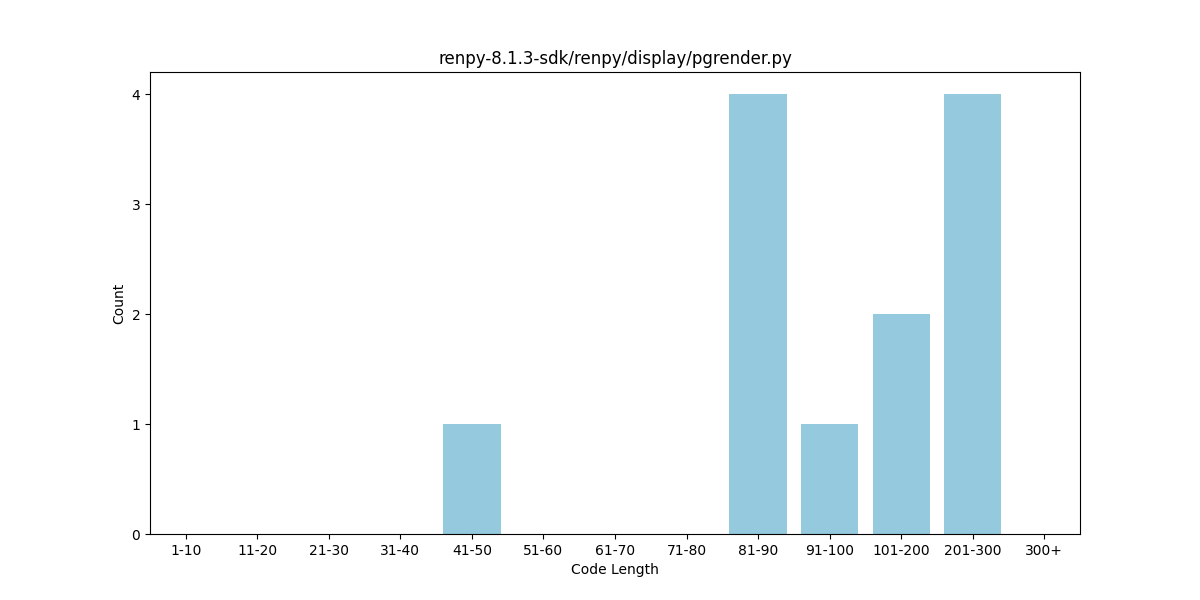 renpy-8.1.3-sdk/renpy/display/pgrender.py
4
3
2
1
0
Count
1-10 11-20 21-30 31-40 41-50 51-60 61-70 71-80 81-90 91-100 101-200 201-300 300+
Code Length